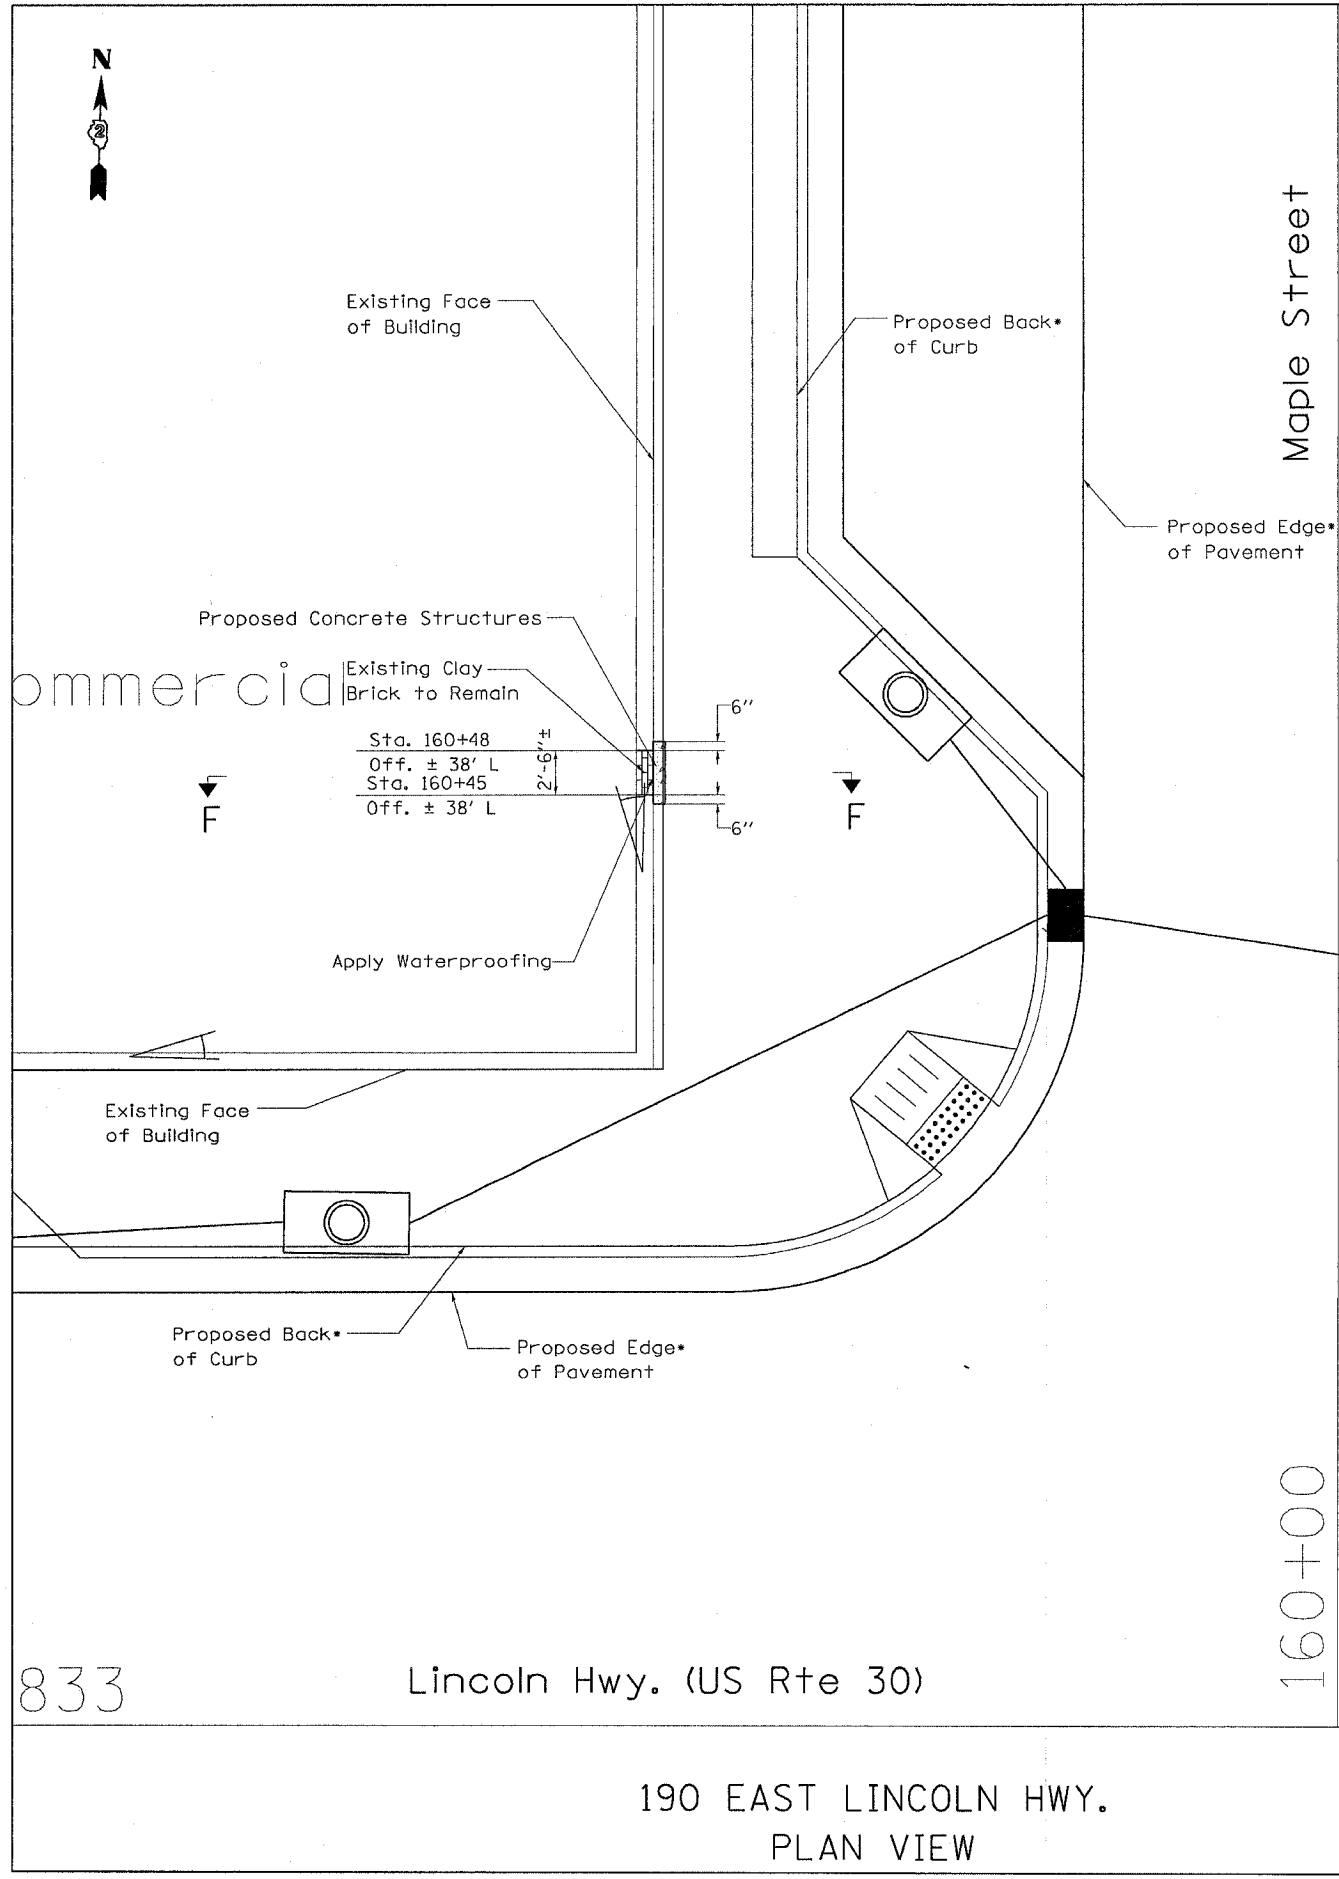 N
2
Maple Street
Existing Face
of Building
Proposed Back*
of Curb
Proposed Edge*
of Pavement
Proposed Concrete Structures
ommercial
Existing Clay
Brick to Remain
6"
Sta. 160+48
Off. ± 38' L
2'-6"±
Sta. 160+45
Off. ± 38' L
F
F
6"
Apply Waterproofing
Existing Face
of Building
Proposed Back*
of Curb
Proposed Edge*
of Pavement
160+00
833
Lincoln Hwy. (US Rte 30)
190 EAST LINCOLN HWY.
PLAN VIEW